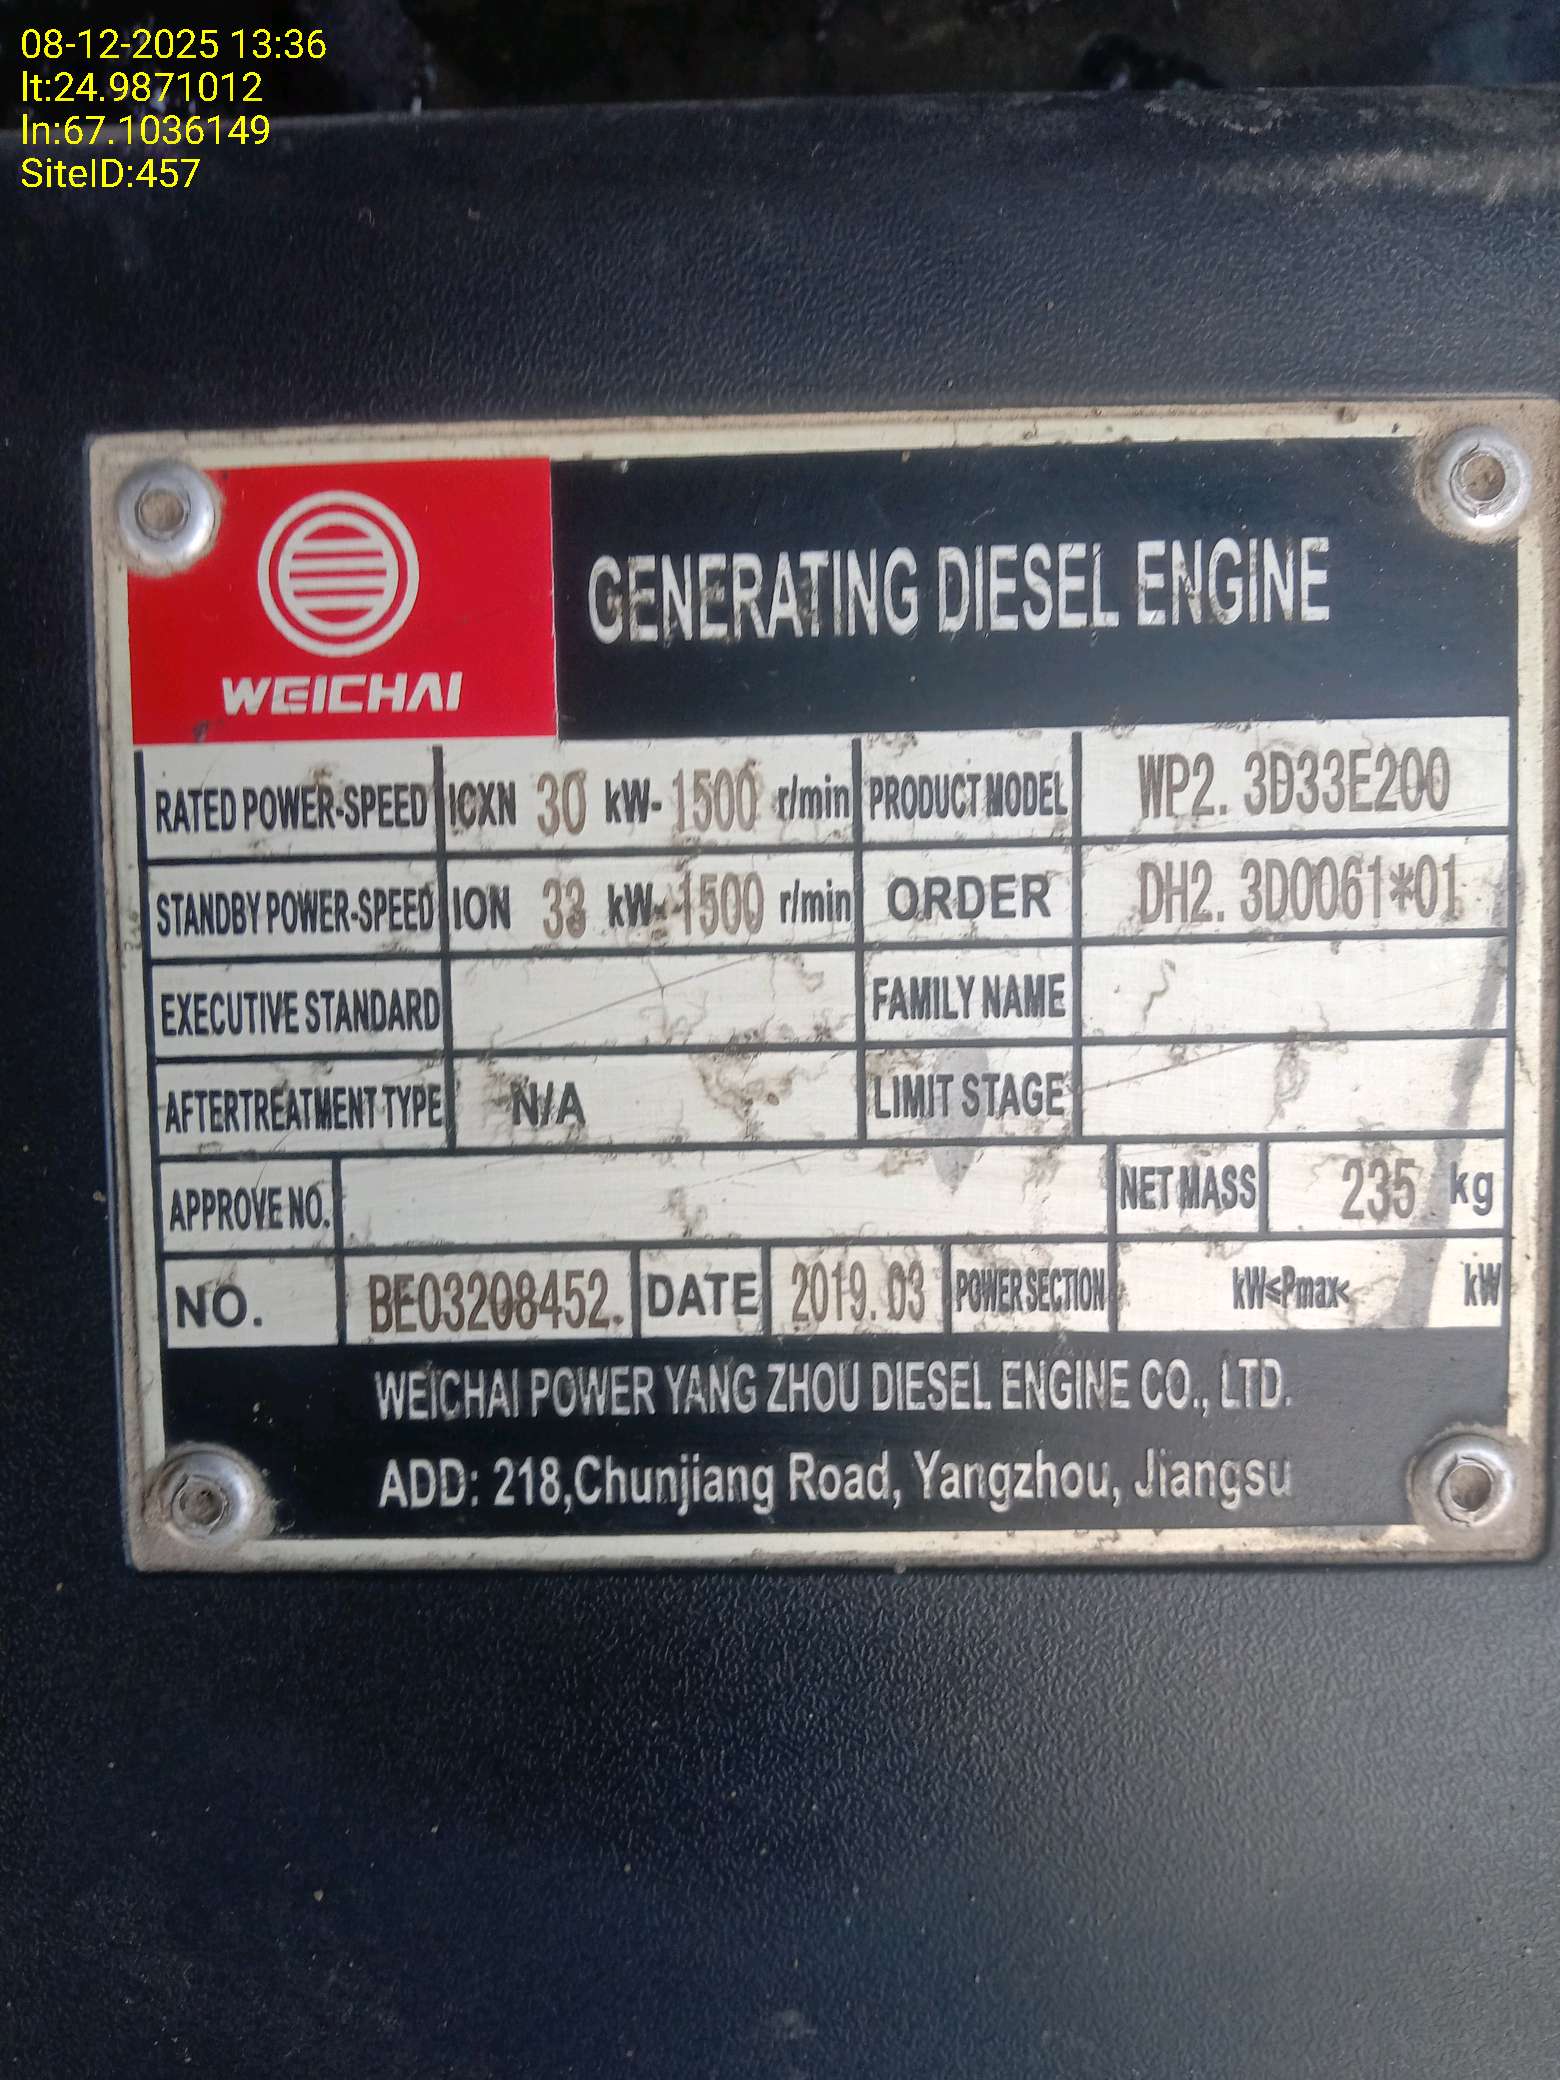 08-12-2025 13:36
lt:24.9871012
ln:67.1036149
SiteID:457
WEICHAI
GENERATING DIESEL ENGINE
RATED POWER-SPEED ICXN 30 kW- 1500 r/min PRODUCT MODEL WP2. 3D33E200
STANDBY POWER-SPEED ION 33 kW- 1500 r/min ORDER DH2. 3D0061*01
EXECUTIVE STANDARD FAMILY NAME
AFTERTREATMENT TYPE N/A LIMIT STAGE
APPROVE NO. NET MASS 235 kg
NO. BE03208452. DATE 2019.03 POWER SECTION kW≤Pmax< kW
WEICHAI POWER YANG ZHOU DIESEL ENGINE CO., LTD.
ADD: 218,Chunjiang Road, Yangzhou, Jiangsu